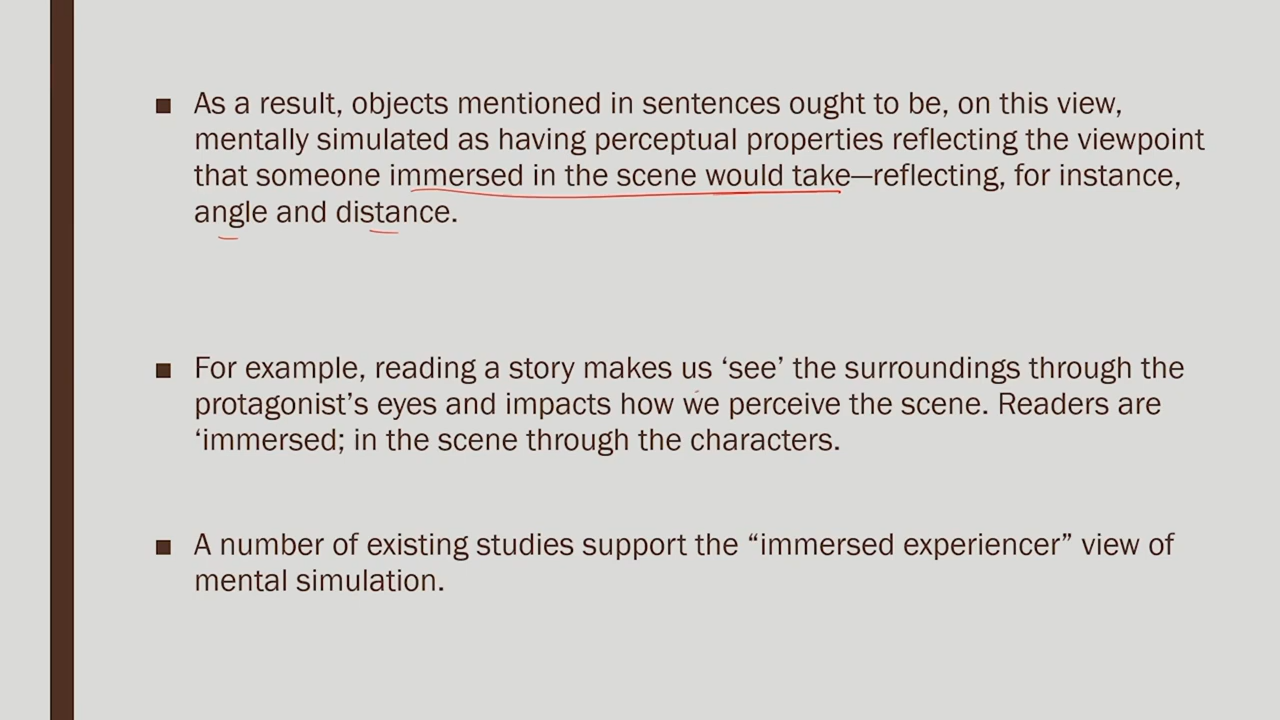 ■ As a result, objects mentioned in sentences ought to be, on this view,
mentally simulated as having perceptual properties reflecting the viewpoint
that someone immersed in the scene would take—reflecting, for instance,
angle and distance.
■ For example, reading a story makes us ‘see’ the surroundings through the
protagonist’s eyes and impacts how we perceive the scene. Readers are
‘immersed; in the scene through the characters.
■ A number of existing studies support the “immersed experiencer” view of
mental simulation.